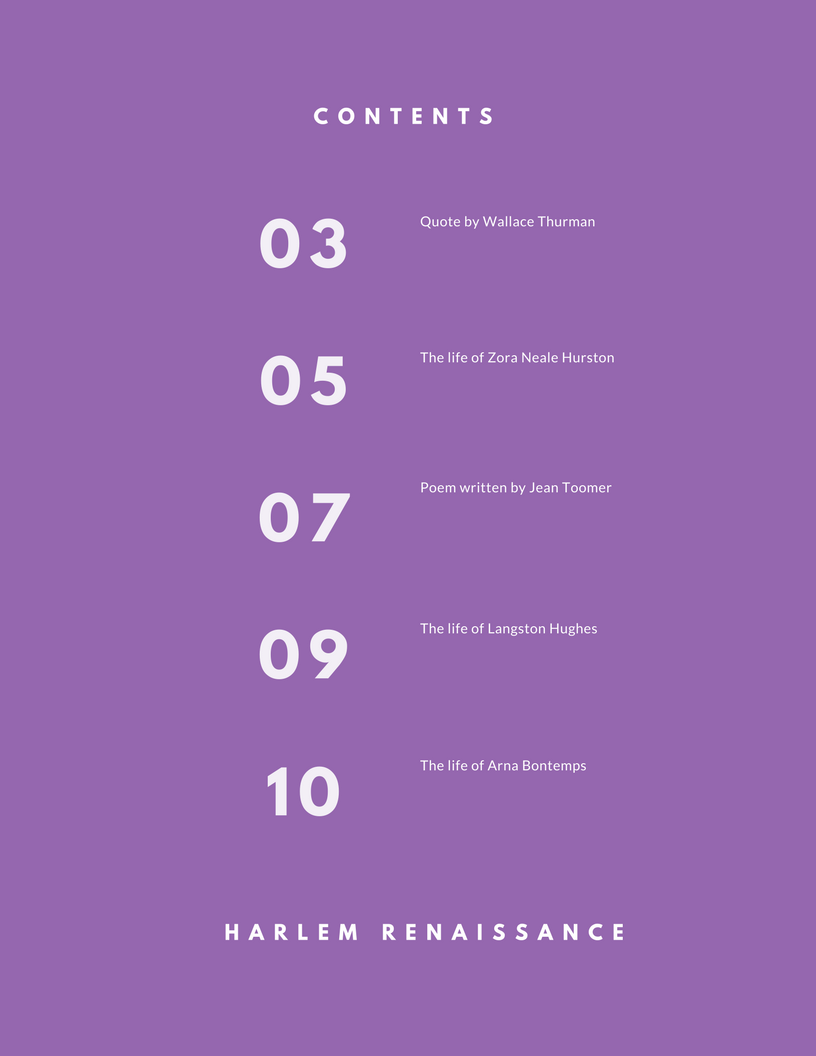 CONTENTS
03
Quote by Wallace Thurman
05
The life of Zora Neale Hurston
07
Poem written by Jean Toomer
09
The life of Langston Hughes
10
The life of Arna Bontemps
HARLEM RENAISSANCE